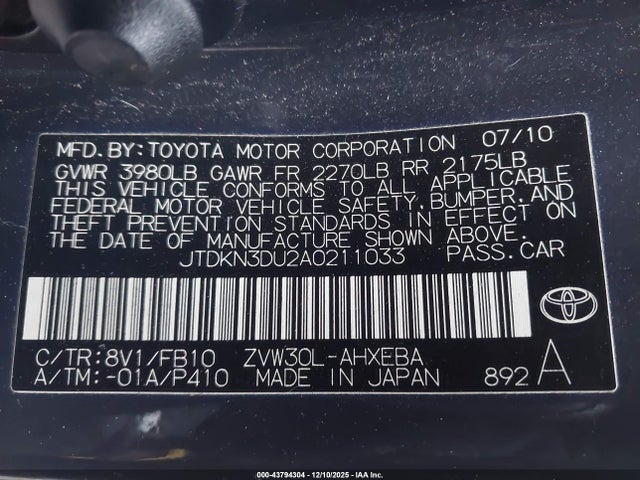 MFD.BY:TOYOTA MOTOR CORPORATION 07/10
GVWR 3980LB GAWR FR 2270LB RR 2175LB
THIS VEHICLE CONFORMS TO ALL APPLICABLE
FEDERAL MOTOR VEHICLE SAFETY,BUMPER,AND
THEFT PREVENTION STANDARDS IN EFFECT ON
THE DATE OF MANUFACTURE SHOWN ABOVE.
JTDKN3DU2A0211033 PASS.CAR
C/TR:8V1/FB10 ZVW30L-AHXEBA
A/TM:-01A/P410 MADE IN JAPAN 892 A
000-43794304 | 12/10/2025 - IAA Inc.